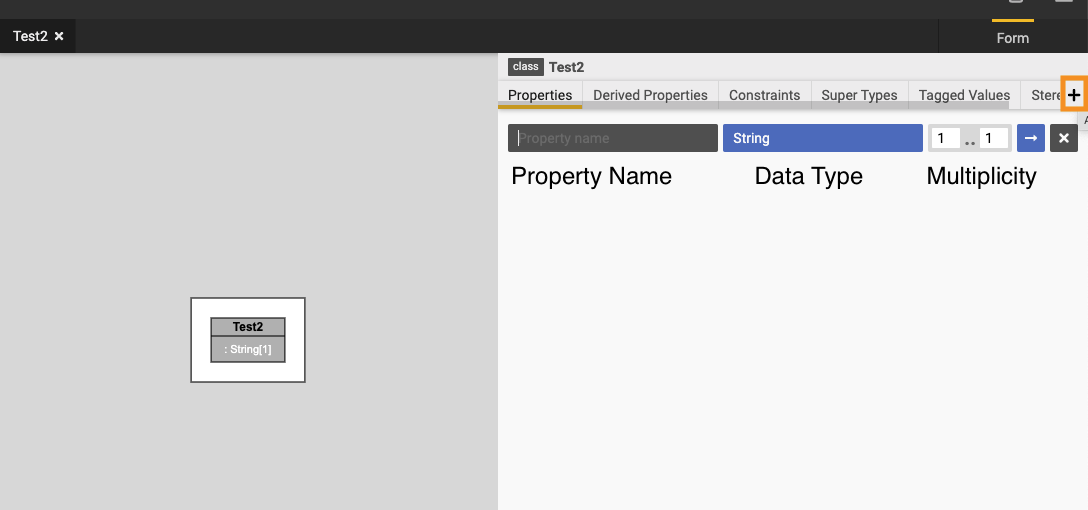 Test2 ×
Form
class Test2
Properties Derived Properties Constraints Super Types Tagged Values Stere +
Property name String 1 .. 1 → ×
Property Name Data Type Multiplicity
Test2
: String[1]